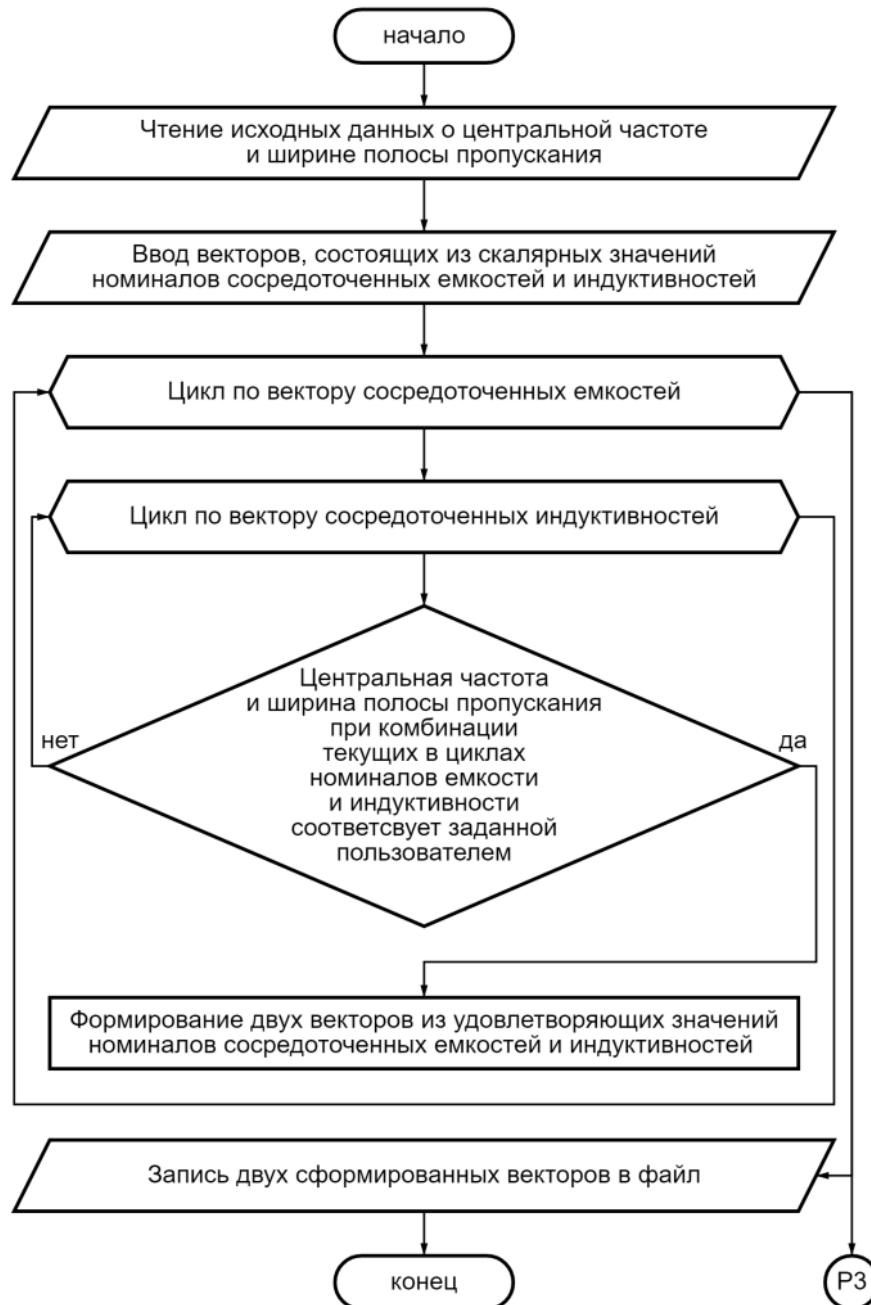 начало
Чтение исходных данных о центральной частоте
и ширине полосы пропускания
Ввод векторов, состоящих из скалярных значений
номиналов сосредоточенных емкостей и индуктивностей
Цикл по вектору сосредоточенных емкостей
Цикл по вектору сосредоточенных индуктивностей
Центральная частота
и ширина полосы пропускания
при комбинации
текущих в циклах
номиналов емкости
и индуктивности
соответсвует заданной
пользователем
нет
да
Формирование двух векторов из удовлетворяющих значений
номиналов сосредоточенных емкостей и индуктивностей
Запись двух сформированных векторов в файл
конец
Р3